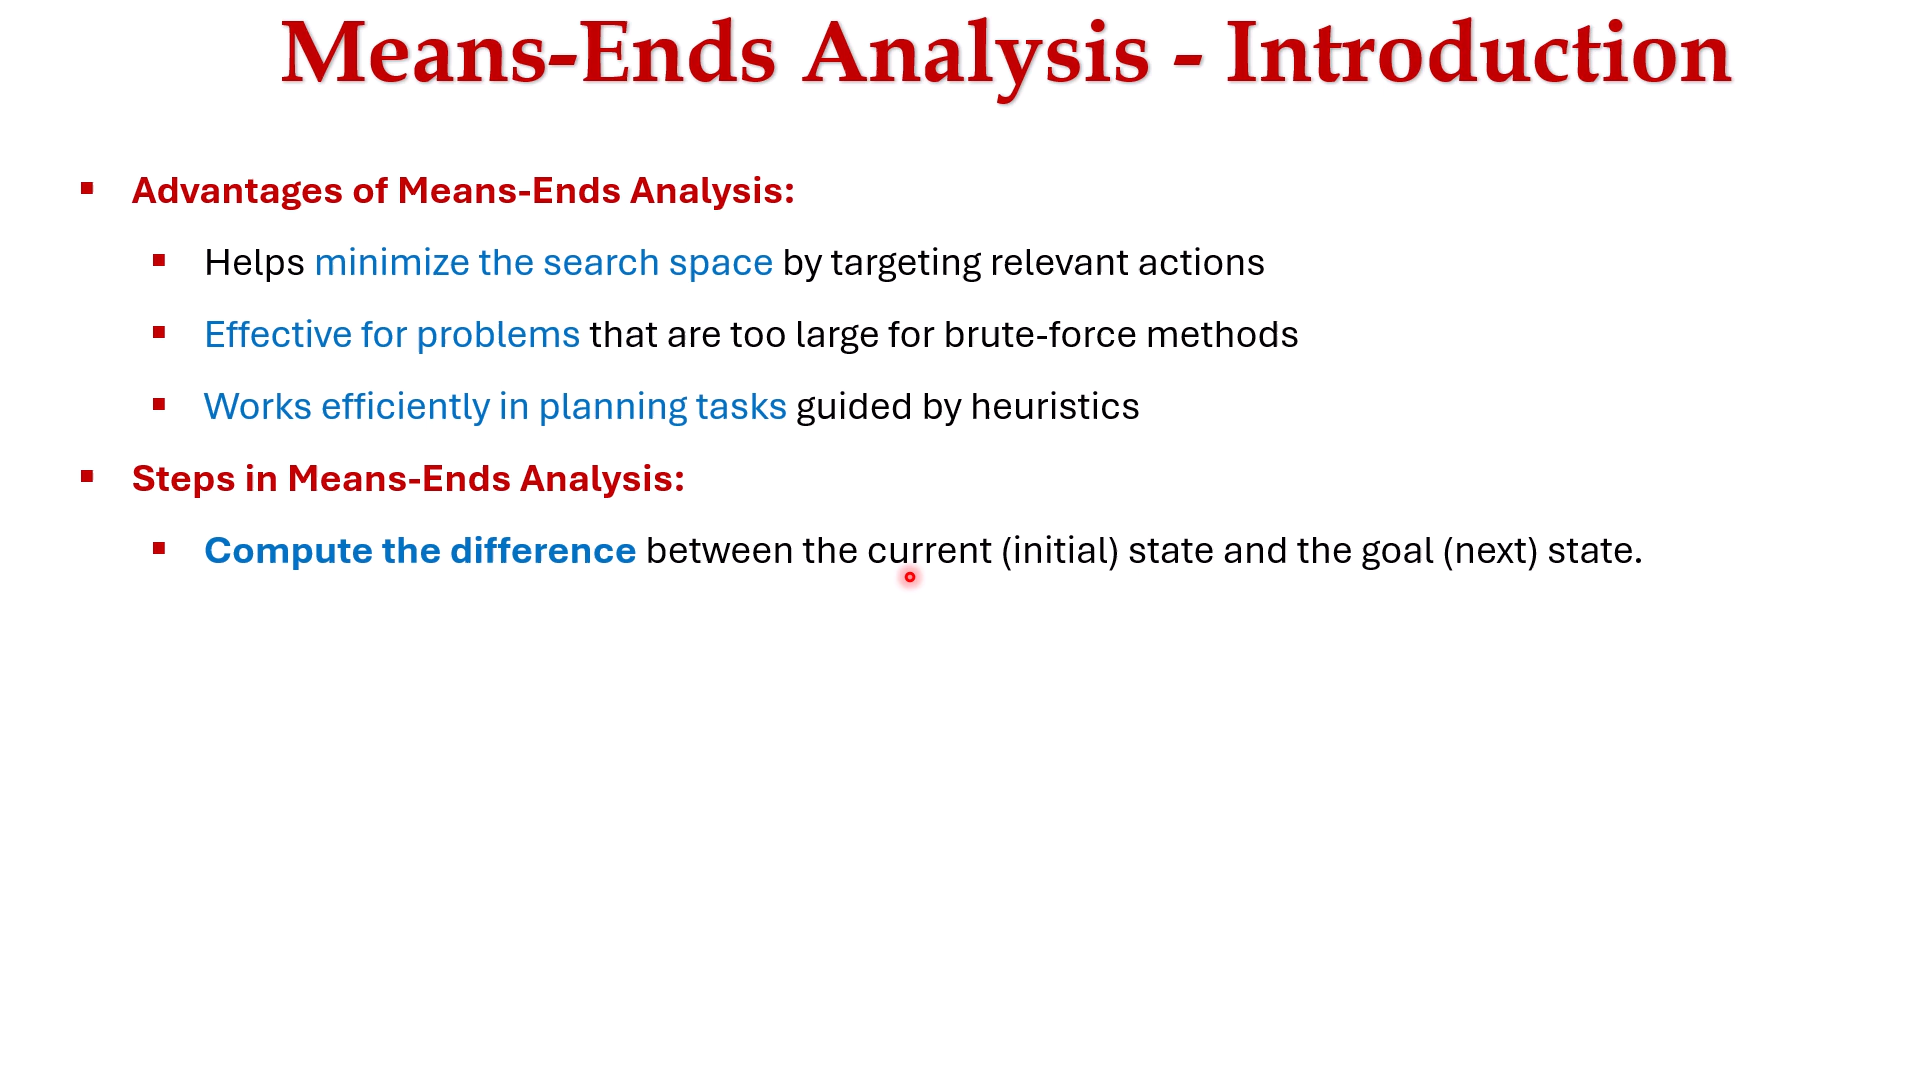 Means-Ends Analysis - Introduction
▪ Advantages of Means-Ends Analysis:
▪ Helps minimize the search space by targeting relevant actions
▪ Effective for problems that are too large for brute-force methods
▪ Works efficiently in planning tasks guided by heuristics
▪ Steps in Means-Ends Analysis:
▪ Compute the difference between the current (initial) state and the goal (next) state.